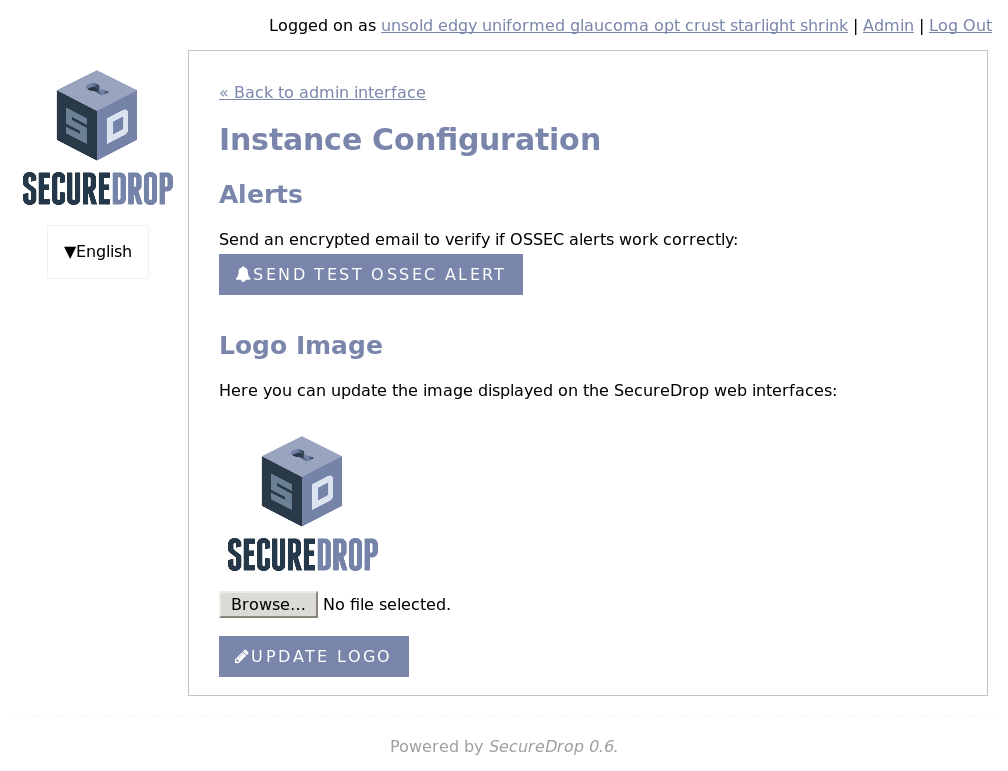 Logged on as unsold edgy uniformed glaucoma opt crust starlight shrink | Admin | Log Out
SD
SECUREDROP
▼English
« Back to admin interface
Instance Configuration
Alerts
Send an encrypted email to verify if OSSEC alerts work correctly:
SEND TEST OSSEC ALERT
Logo Image
Here you can update the image displayed on the SecureDrop web interfaces:
SD
SECUREDROP
Browse... No file selected.
UPDATE LOGO
Powered by SecureDrop 0.6.